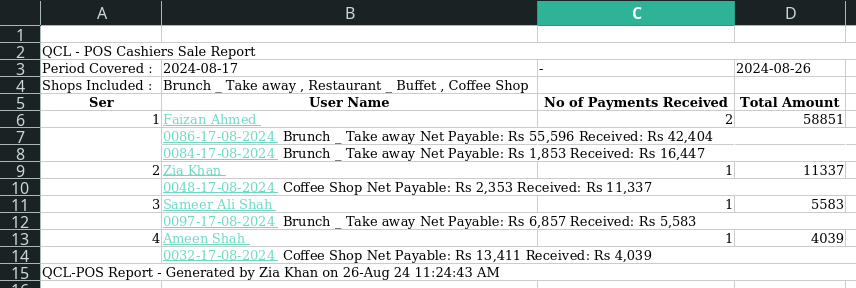 A B C D
1
2 QCL - POS Cashiers Sale Report
3 Period Covered : 2024-08-17 - 2024-08-26
4 Shops Included : Brunch _ Take away , Restaurant _ Buffet , Coffee Shop
5 Ser User Name No of Payments Received Total Amount
6 1 Faizan Ahmed 2 58851
7 0086-17-08-2024 Brunch _ Take away Net Payable: Rs 55,596 Received: Rs 42,404
8 0084-17-08-2024 Brunch _ Take away Net Payable: Rs 1,853 Received: Rs 16,447
9 2 Zia Khan 1 11337
10 0048-17-08-2024 Coffee Shop Net Payable: Rs 2,353 Received: Rs 11,337
11 3 Sameer Ali Shah 1 5583
12 0097-17-08-2024 Brunch _ Take away Net Payable: Rs 6,857 Received: Rs 5,583
13 4 Ameen Shah 1 4039
14 0032-17-08-2024 Coffee Shop Net Payable: Rs 13,411 Received: Rs 4,039
15 QCL-POS Report - Generated by Zia Khan on 26-Aug 24 11:24:43 AM
16